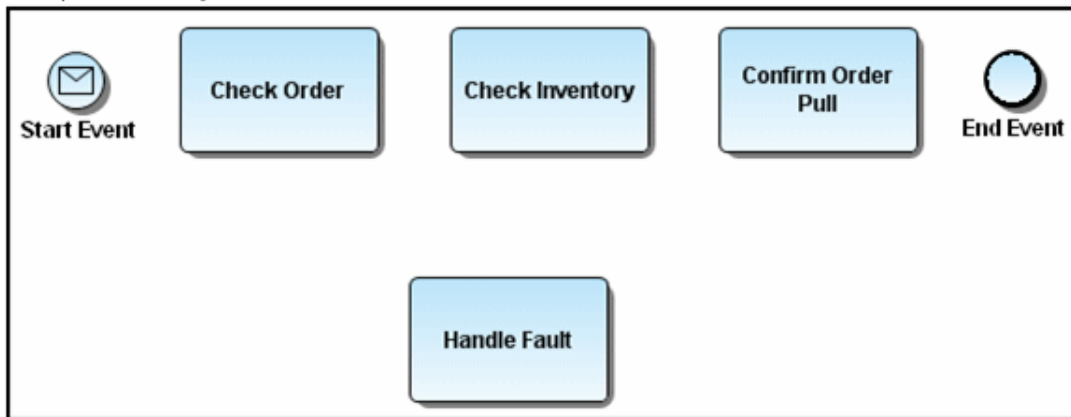 Check Order
Check Inventory
Confirm Order
Pull
Start Event
End Event
Handle Fault